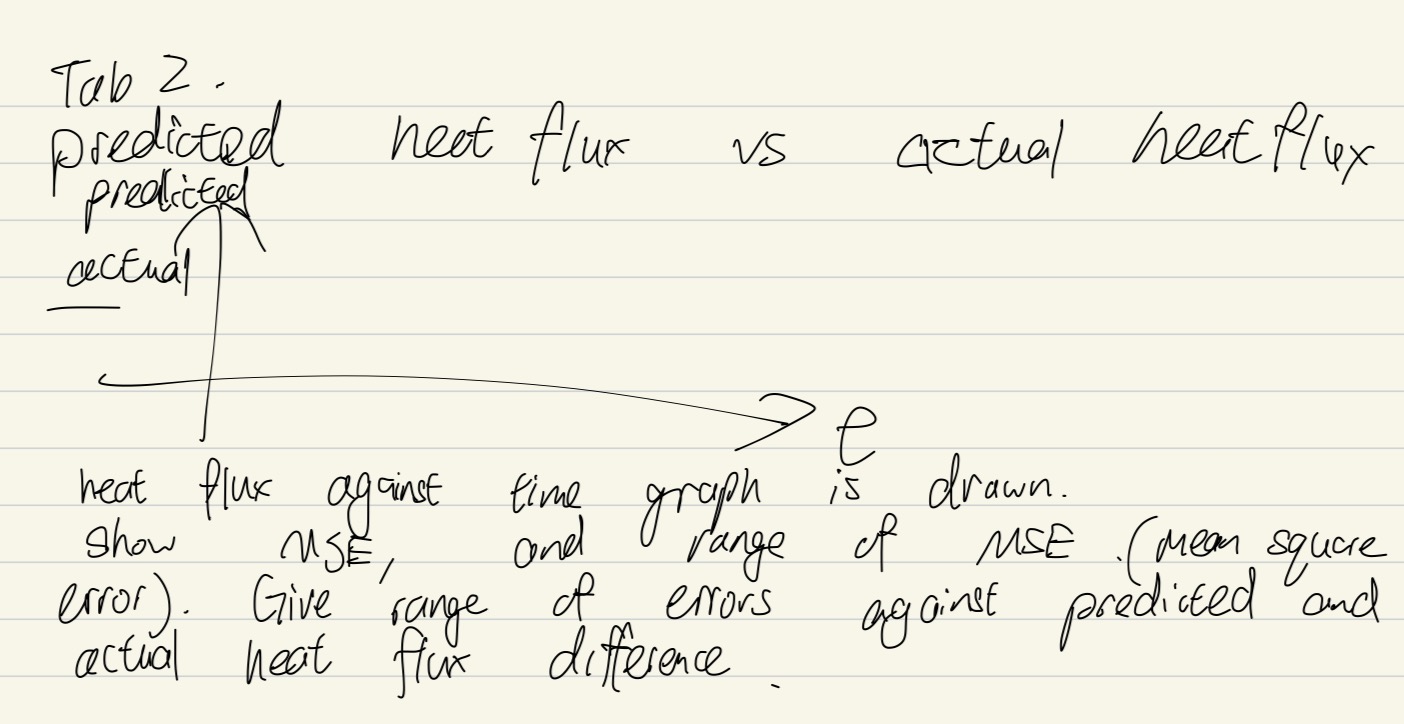 Tab 2.
predicted heat flux vs actual heat flux
predicted
actual
t
heat flux against time graph is drawn.
show MSE, and range of MSE. (Mean square
error). Give range of errors against predicted and
actual heat flux difference.